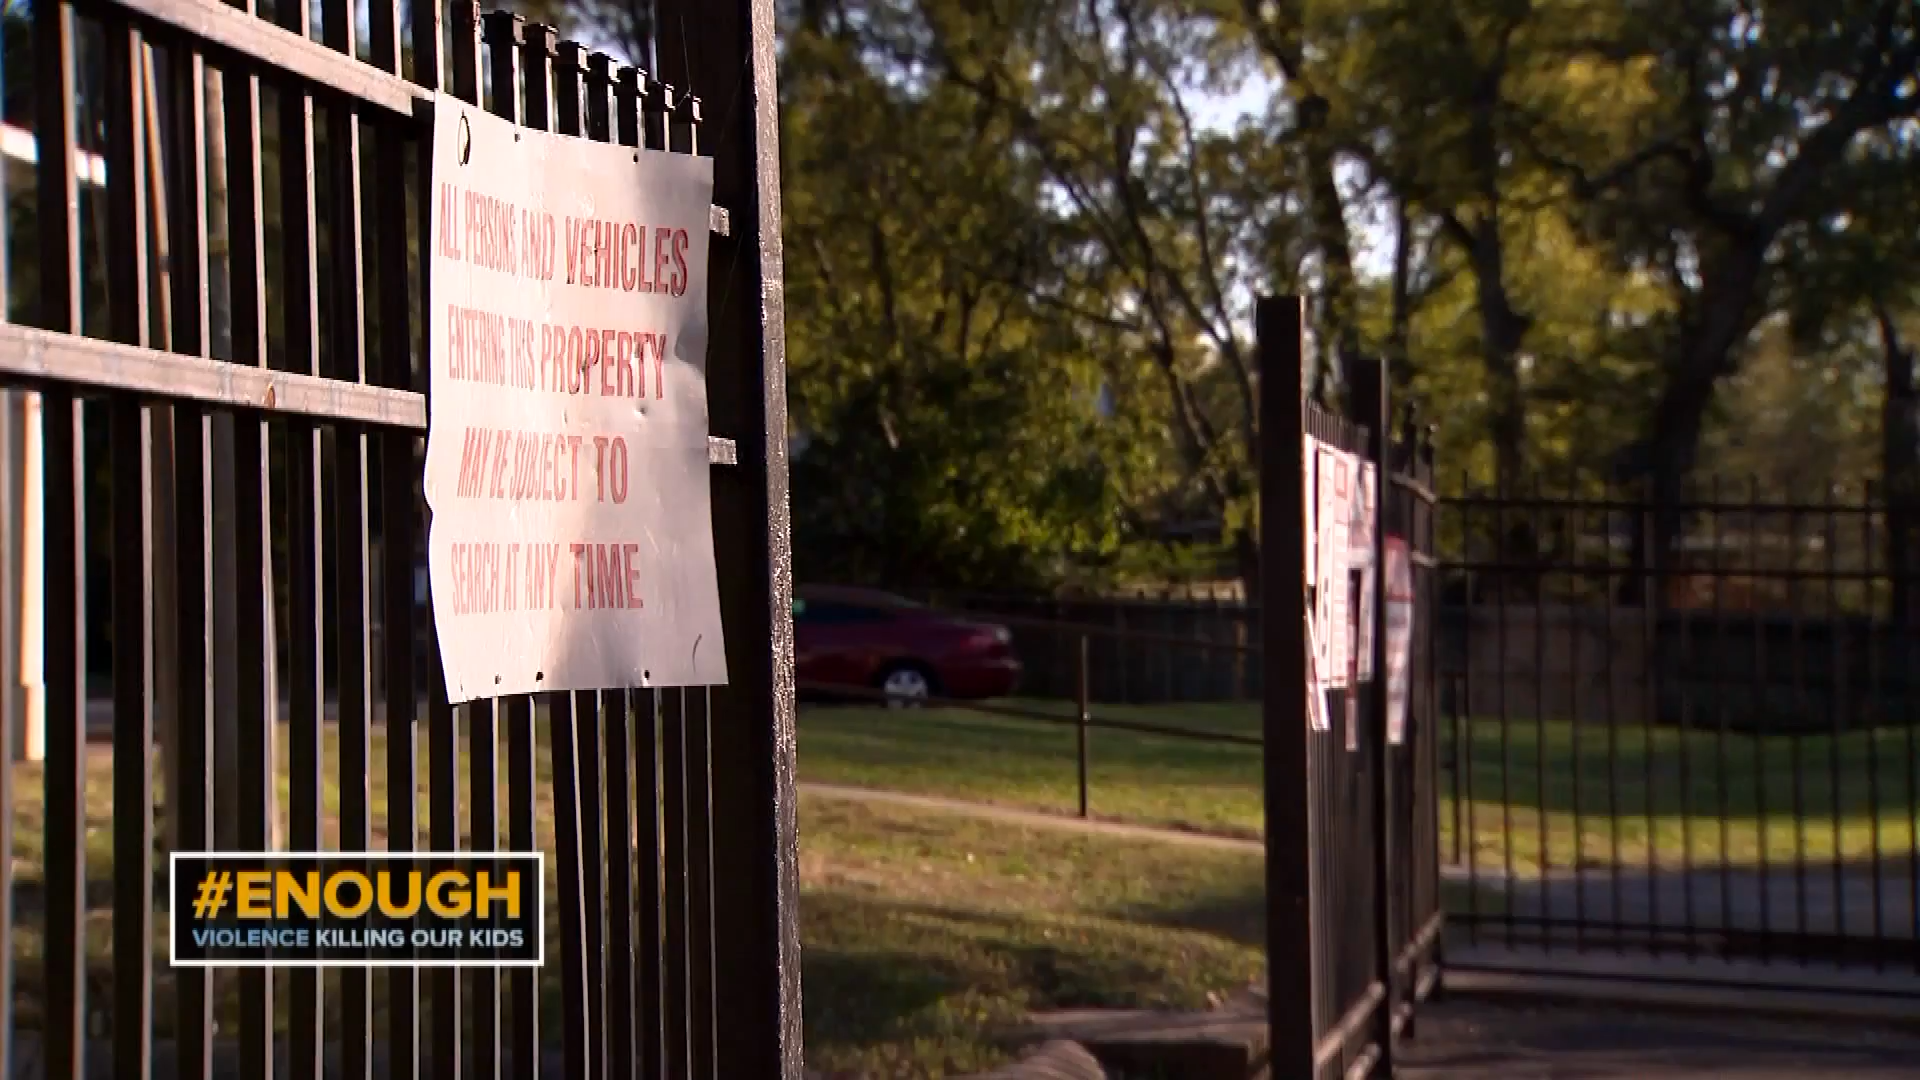 ALL PERSONS AND VEHICLES
ENTERING THIS PROPERTY
MAY BE SUBJECT TO
SEARCH AT ANY TIME
#ENOUGH
VIOLENCE KILLING OUR KIDS